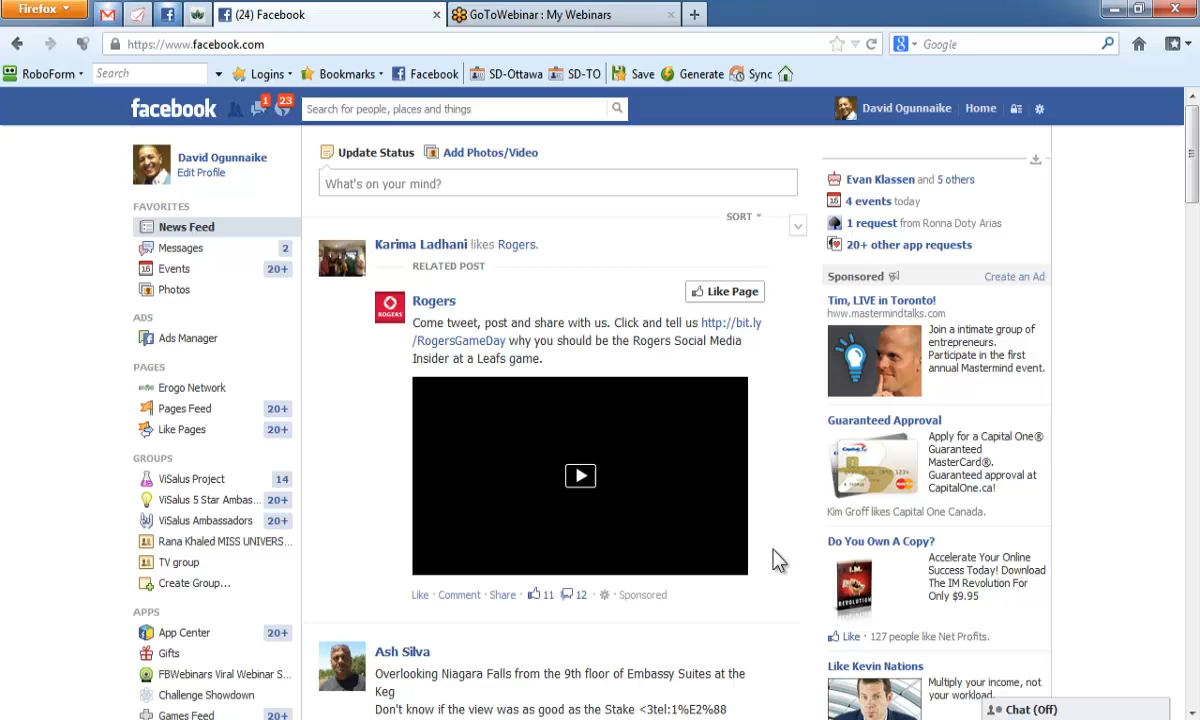 Firefox
(24) Facebook
GoToWebinar : My Webinars
https://www.facebook.com
Google
RoboForm
Search
Logins
Bookmarks
Facebook
SD-Ottawa
SD-TO
Save
Generate
Sync
facebook
1
23
Search for people, places and things
David Ogunnaike
Home
David Ogunnaike
Edit Profile
FAVORITES
News Feed
Messages 2
Events 20+
Photos
ADS
Ads Manager
PAGES
Erogo Network
Pages Feed 20+
Like Pages 20+
GROUPS
ViSalus Project 14
ViSalus 5 Star Ambas... 20+
ViSalus Ambassadors 20+
Rana Khaled MISS UNIVERS...
TV group
Create Group...
APPS
App Center 20+
Gifts
FBWebinars Viral Webinar S...
Challenge Showdown
Games Feed 20+
Update Status
Add Photos/Video
What's on your mind?
SORT
Karima Ladhani likes Rogers.
RELATED POST
ROGERS
Rogers
Like Page
Come tweet, post and share with us. Click and tell us http://bit.ly
/RogersGameDay why you should be the Rogers Social Media
Insider at a Leafs game.
Like · Comment · Share · 11 12 · Sponsored
Ash Silva
Overlooking Niagara Falls from the 9th floor of Embassy Suites at the
Keg
Don't know if the view was as good as the Stake <3tel:1%E2%88
Evan Klassen and 5 others
4 events today
1 request from Ronna Doty Arias
20+ other app requests
Sponsored
Create an Ad
Tim, LIVE in Toronto!
hww.mastermindtalks.com
Join a intimate group of
entrepreneurs.
Participate in the first
annual Mastermind event.
Guaranteed Approval
Apply for a Capital One®
Guaranteed
MasterCard®.
Guaranteed approval at
CapitalOne.ca!
Kim Groff likes Capital One Canada.
Do You Own A Copy?
Accelerate Your Online
Success Today! Download
The IM Revolution For
Only $9.95
I.M.
REVOLUTION
Like · 127 people like Net Profits.
Like Kevin Nations
Multiply your income, not
your workload.
Chat (Off)